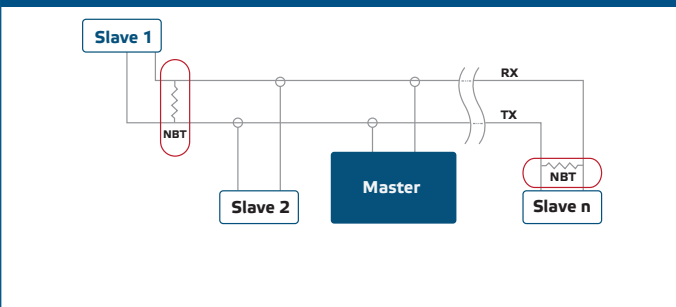 Slave 1
RX
TX
NBT
NBT
Master
Slave 2
Slave n